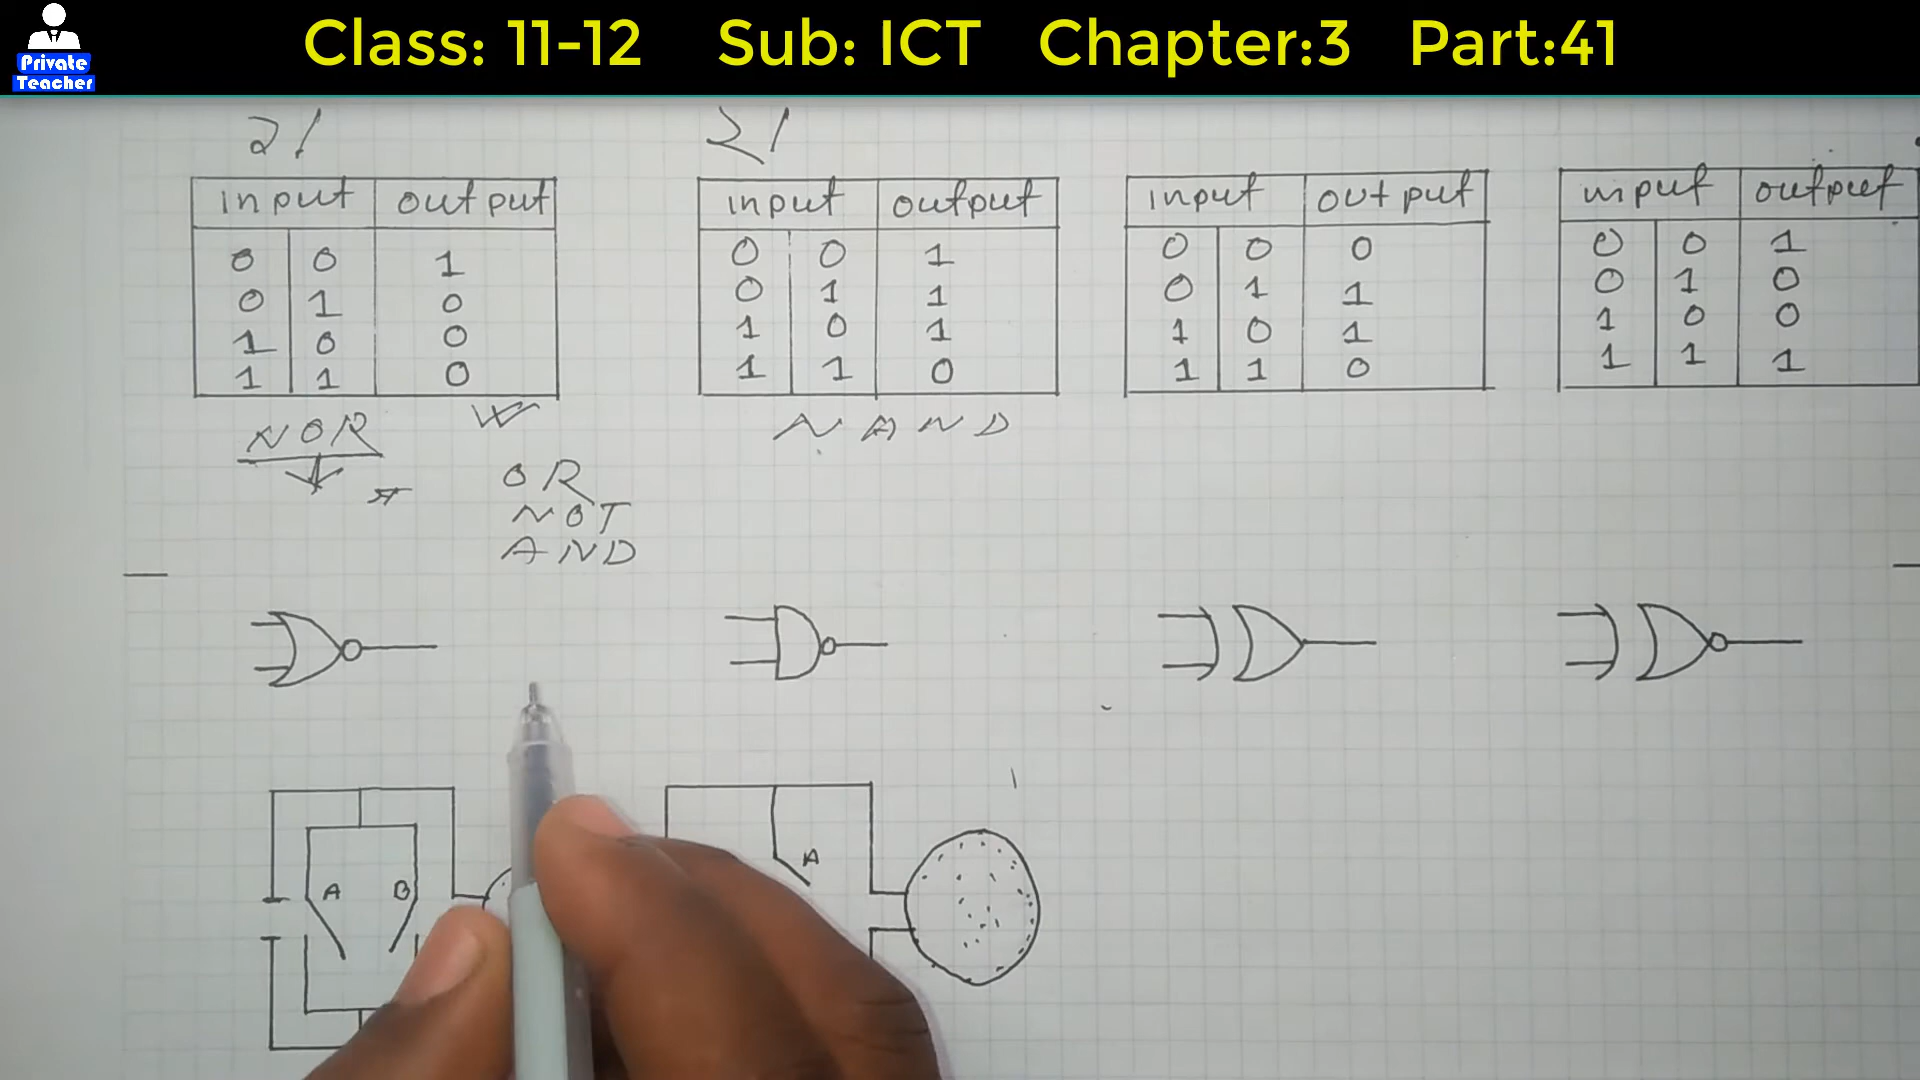 Private
Teacher
Class: 11-12 Sub: ICT Chapter:3 Part:41
input output
0 0 1
0 1 0
1 0 0
1 1 0
NOR
OR
NOT
AND
input output
0 0 1
0 1 1
1 0 1
1 1 0
NAND
input output
0 0 0
0 1 1
1 0 1
1 1 0
input output
0 0 1
0 1 0
1 0 0
1 1 1
A B
A